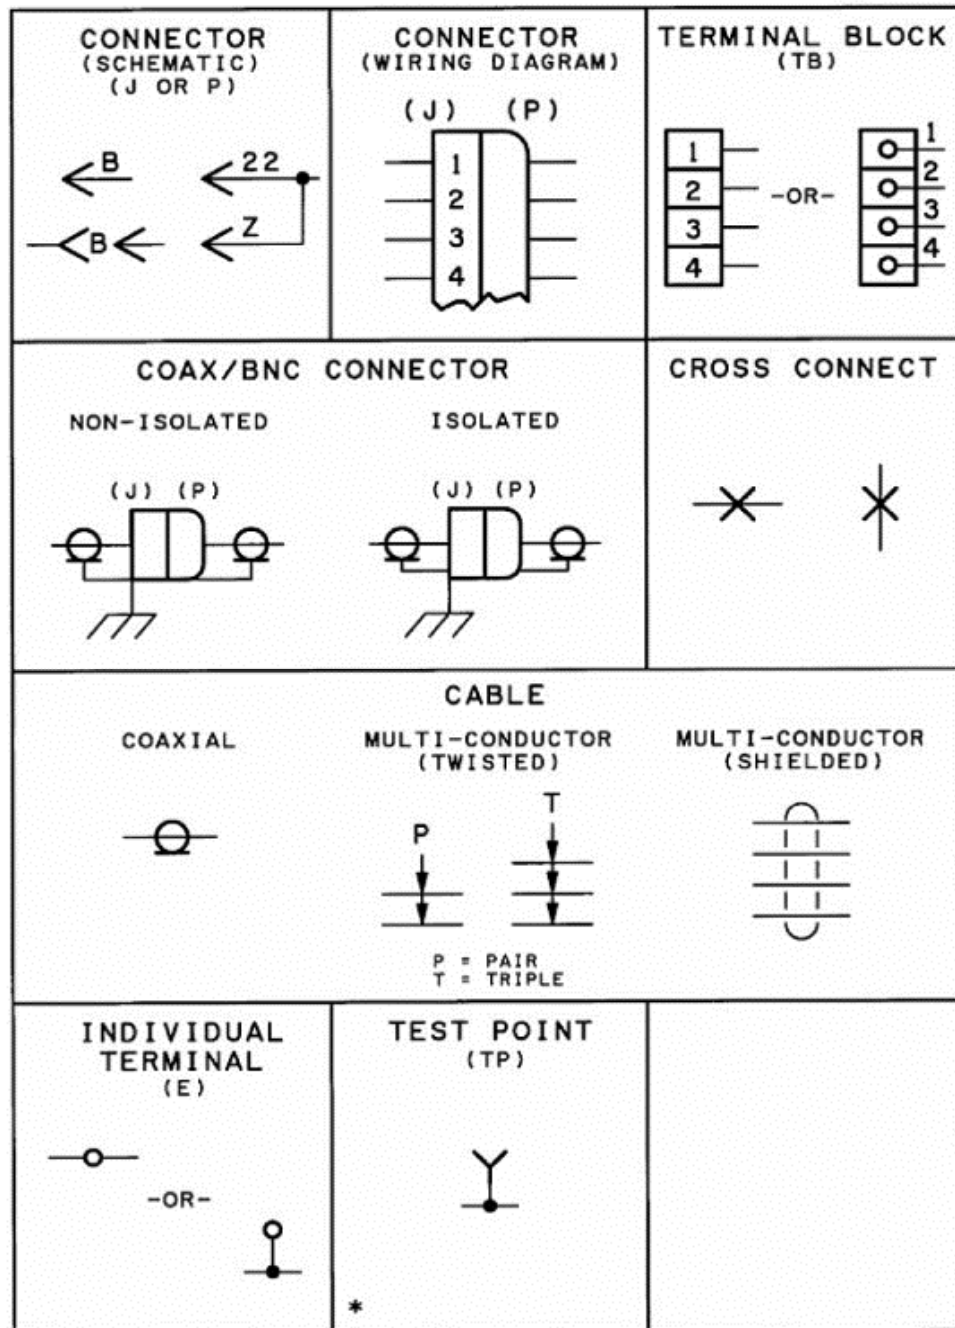 CONNECTOR
(SCHEMATIC)
(J OR P)
B
22
B
Z
CONNECTOR
(WIRING DIAGRAM)
(J) (P)
1
2
3
4
TERMINAL BLOCK
(TB)
1
2
3
4
-OR-
1
2
3
4
COAX/BNC CONNECTOR
NON-ISOLATED
(J) (P)
ISOLATED
(J) (P)
CROSS CONNECT
CABLE
COAXIAL
MULTI-CONDUCTOR
(TWISTED)
P
T
P = PAIR
T = TRIPLE
MULTI-CONDUCTOR
(SHIELDED)
INDIVIDUAL
TERMINAL
(E)
-OR-
TEST POINT
(TP)
*